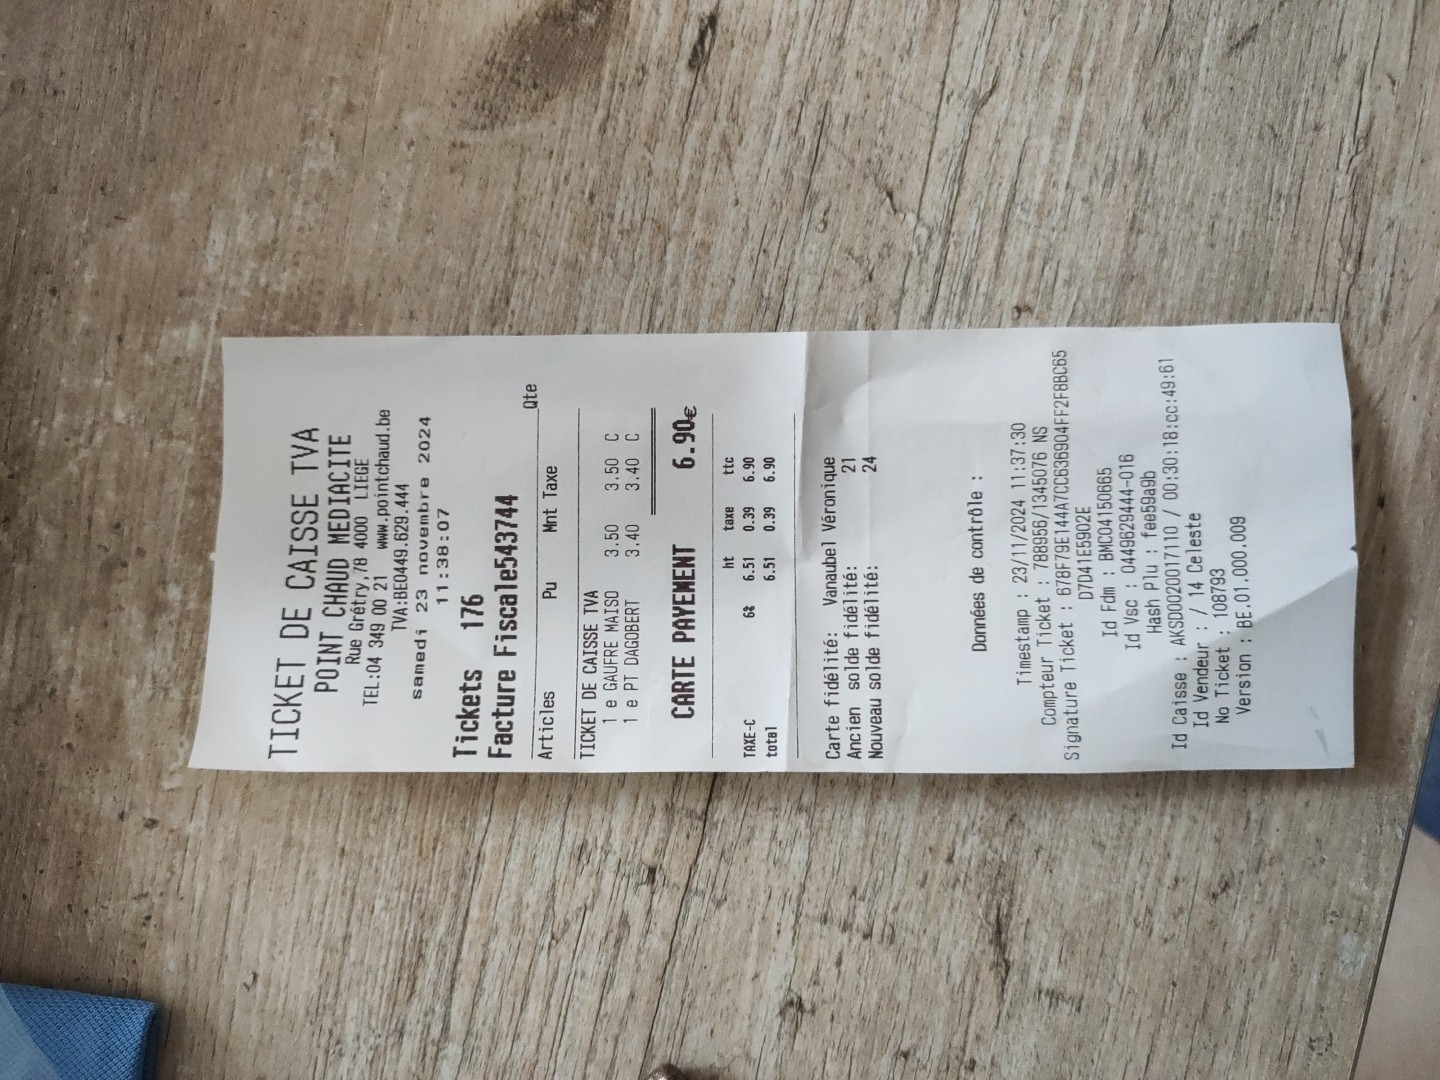 TICKET DE CAISSE TVA
POINT CHAUD MEDIACITE
Rue Grêtry,78 4000 LIEGE
TEL:04 349 00 21 www.pointchaud.be
TVA:BE0449.629.444
samedi 23 novembre 2024
11:38:07
Tickets 176
Facture Fiscale543744
Articles Pu Mnt Taxe Qte
TICKET DE CAISSE TVA
1 e GAUFRE MAISO 3.50 3.50 C
1 e PT DAGOBERT 3.40 3.40 C
CARTE PAYEMENT 6.90€
ht taxe ttc
TAXE-C 6% 6.51 0.39 6.90
total 6.51 0.39 6.90
Carte fidélité: Vanaubel Véronique
Ancien solde fidélité: 21
Nouveau solde fidélité: 24
Données de contrôle :
Timestamp : 23/11/2024 11:37:30
Compteur Ticket : 788956/1345076 NS
Signature Ticket : 678F79E144A7CC636904FF2F8BC65
D7D41E5902E
Id Fdm : BMC04150665
Id Vsc : 0449629444-016
Hash Plu : fee59a9b
Id Caisse : AKSD0020017110 / 00:30:18:cc:49:61
Id Vendeur : / 14 Celeste
No Ticket : 108793
Version : BE.01.000.009